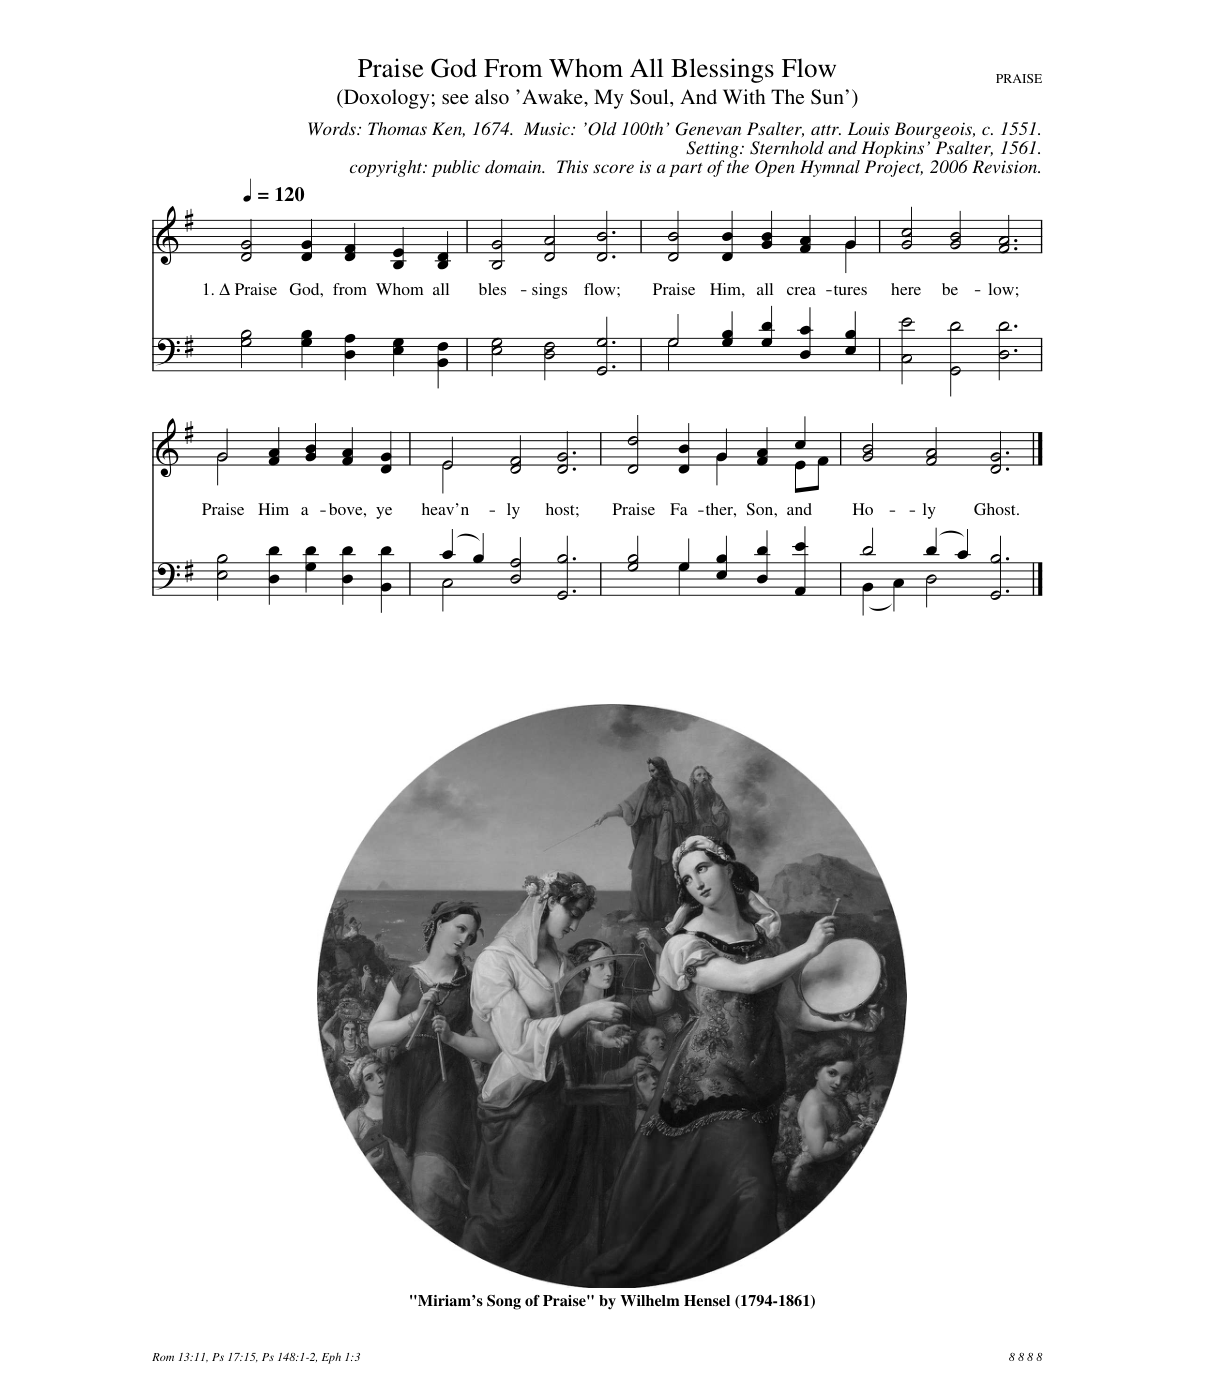 Praise God From Whom All Blessings Flow
PRAISE
(Doxology; see also ’Awake, My Soul, And With The Sun’)
Words: Thomas Ken, 1674.  Music: ’Old 100th’ Genevan Psalter, attr. Louis Bourgeois, c. 1551.
Setting: Sternhold and Hopkins’ Psalter, 1561.
copyright: public domain.  This score is a part of the Open Hymnal Project, 2006 Revision.
= 120
1. Δ Praise God, from Whom all bles - sings flow; Praise Him, all crea - tures here be - low;
Praise Him a - bove, ye heav’n - ly host; Praise Fa - ther, Son, and Ho - - ly Ghost.
"Miriam’s Song of Praise" by Wilhelm Hensel (1794-1861)
Rom 13:11, Ps 17:15, Ps 148:1-2, Eph 1:3
8 8 8 8